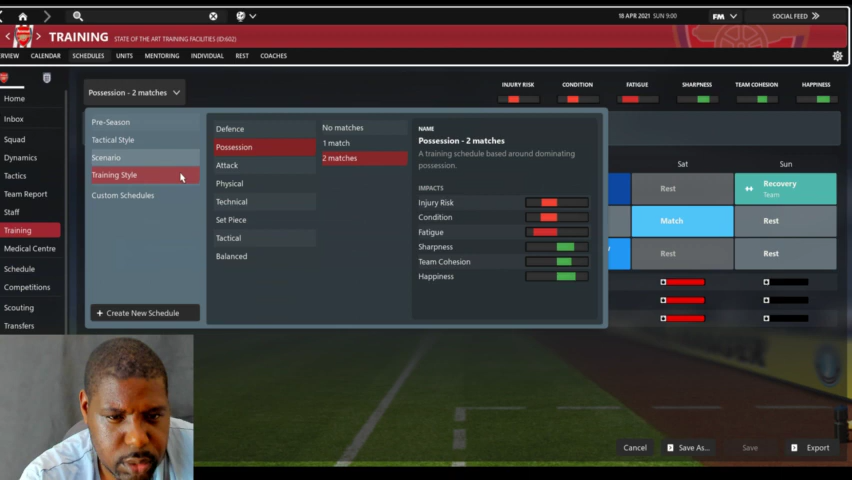 18 APR 2021 SUN 9:00
FM
SOCIAL FEED
TRAINING
STATE OF THE ART TRAINING FACILITIES (ID:602)
RVIEW CALENDAR SCHEDULES UNITS MENTORING INDIVIDUAL REST COACHES
Home
Inbox
Squad
Dynamics
Tactics
Team Report
Staff
Training
Medical Centre
Schedule
Competitions
Scouting
Transfers
Possession - 2 matches
INJURY RISK CONDITION FATIGUE SHARPNESS TEAM COHESION HAPPINESS
Pre-Season
Tactical Style
Scenario
Training Style
Custom Schedules
+ Create New Schedule
Defence
Possession
Attack
Physical
Technical
Set Piece
Tactical
Balanced
No matches
1 match
2 matches
NAME
Possession - 2 matches
A training schedule based around dominating
possession.
IMPACTS
Injury Risk
Condition
Fatigue
Sharpness
Team Cohesion
Happiness
Sat Sun
Rest Recovery
Team
Match Rest
Rest Rest
Cancel Save As... Save Export